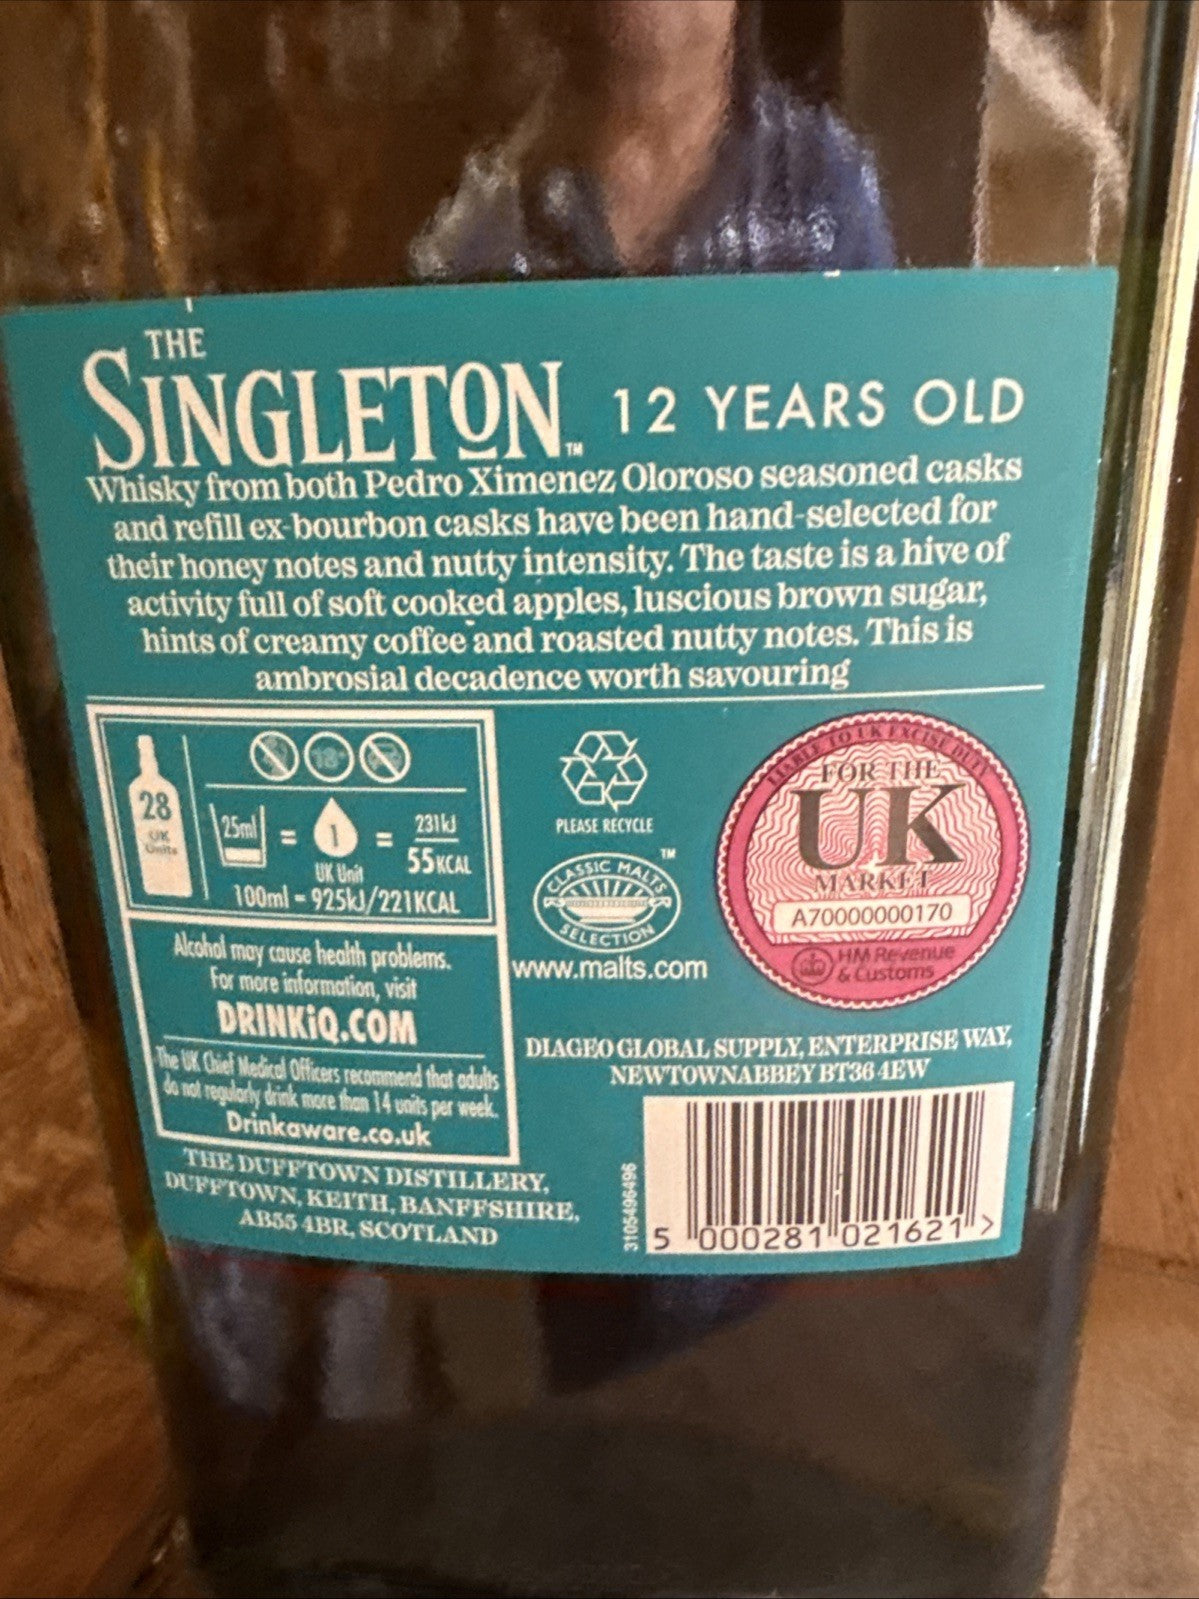 THE
SINGLETON™ 12 YEARS OLD
Whisky from both Pedro Ximenez Oloroso seasoned casks
and refill ex-bourbon casks have been hand-selected for
their honey notes and nutty intensity. The taste is a hive of
activity full of soft cooked apples, luscious brown sugar,
hints of creamy coffee and roasted nutty notes. This is
ambrosial decadence worth savouring
18+
28
UK
Units
25ml = 1 = 231kJ
55KCAL
UK Unit
100ml = 925kJ/221KCAL
Alcohol may cause health problems.
For more information, visit
DRINKiQ.COM
The UK Chief Medical Officers recommend that adults
do not regularly drink more than 14 units per week.
Drinkaware.co.uk
THE DUFFTOWN DISTILLERY,
DUFFTOWN, KEITH, BANFFSHIRE,
AB55 4BR, SCOTLAND
PLEASE RECYCLE
CLASSIC MALTS™
SELECTION
www.malts.com
LIABLE TO UK EXCISE DUTY
FOR THE
UK
MARKET
A70000000170
HM Revenue
& Customs
DIAGEO GLOBAL SUPPLY, ENTERPRISE WAY,
NEWTOWNABBEY BT36 4EW
3105496496
5 000281 021621 >